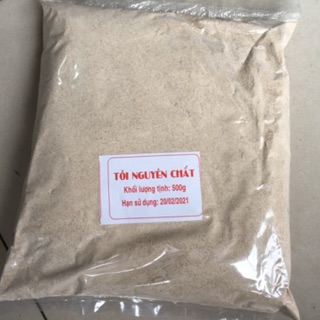 TỎI NGUYÊN CHẤT
Khối lượng tịnh: 500g
Hạn sử dụng: 20/02/2021